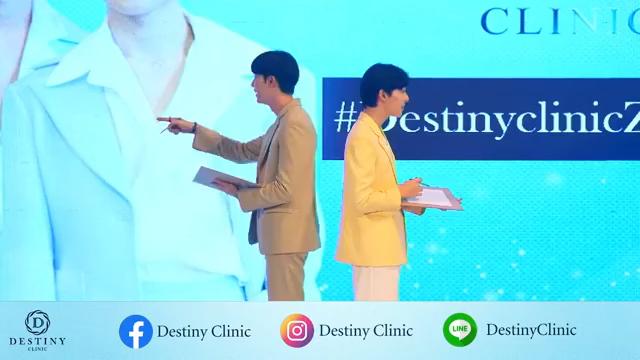 CLINIC
#DestinyclinicZ
D
DESTINY
CLINIC
Destiny Clinic
Destiny Clinic
LINE
DestinyClinic